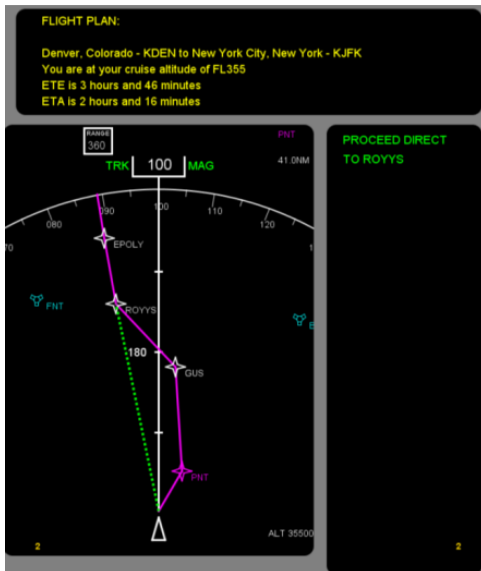 FLIGHT PLAN:
Denver, Colorado - KDEN to New York City, New York - KJFK
You are at your cruise altitude of FL355
ETE is 3 hours and 46 minutes
ETA is 2 hours and 16 minutes
RANGE
360
PNT
TRK 100 MAG
41.0NM
PROCEED DIRECT
TO ROYYS
70 080 090 100 110 120 1
EPOLY
FNT
ROYYS
E
180
GUS
PNT
ALT 35500
2
2